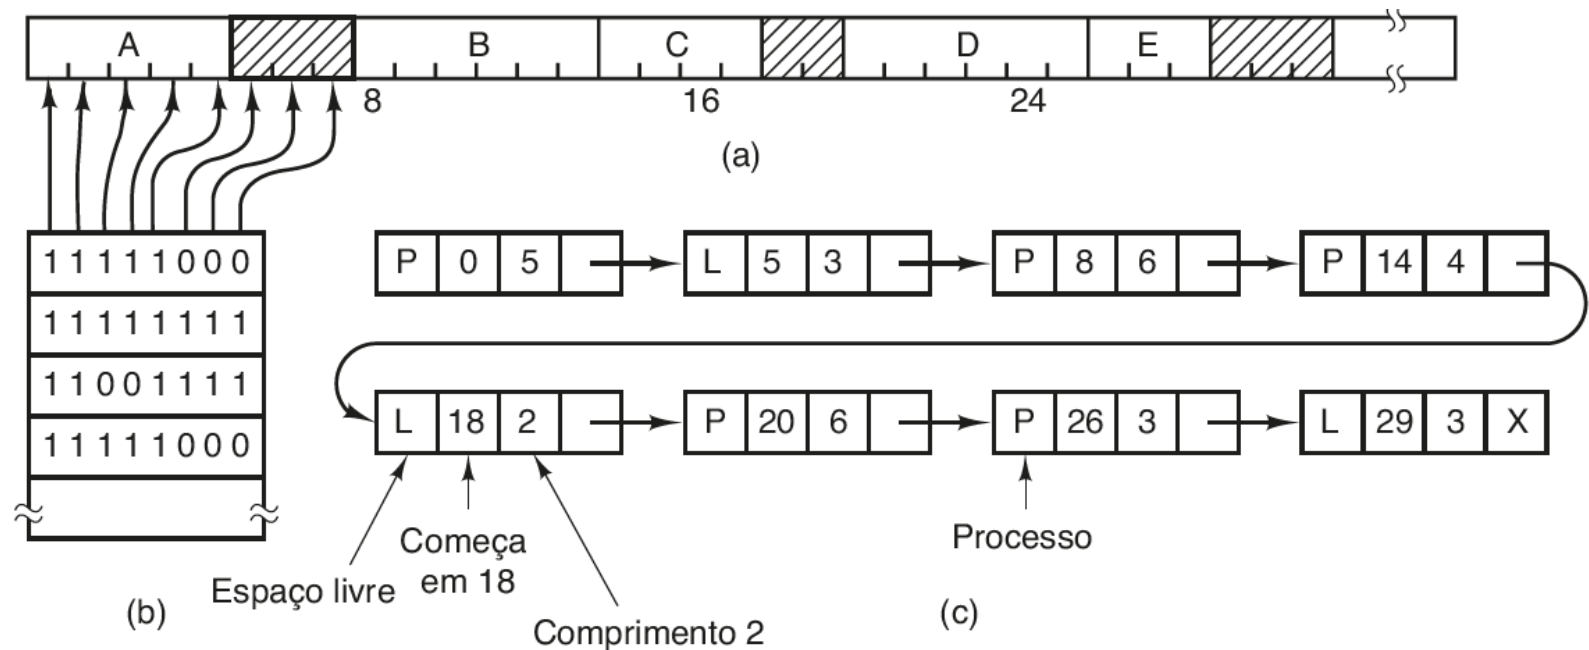 A B C D E
8 16 24
(a)
1 1 1 1 1 0 0 0
1 1 1 1 1 1 1 1
1 1 0 0 1 1 1 1
1 1 1 1 1 0 0 0
(b)
P 0 5 L 5 3 P 8 6 P 14 4
L 18 2 P 20 6 P 26 3 L 29 3 X
Espaço livre
Começa
em 18
Comprimento 2
Processo
(c)